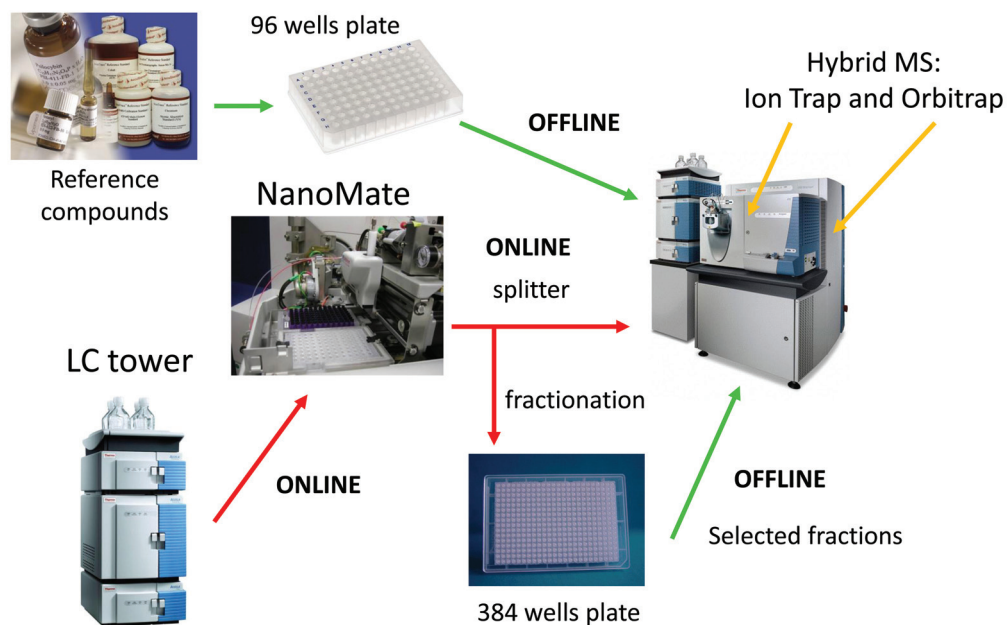 96 wells plate
Hybrid MS:
Ion Trap and Orbitrap
OFFLINE
Reference
compounds
NanoMate
ONLINE
splitter
LC tower
fractionation
ONLINE
OFFLINE
Selected fractions
384 wells plate